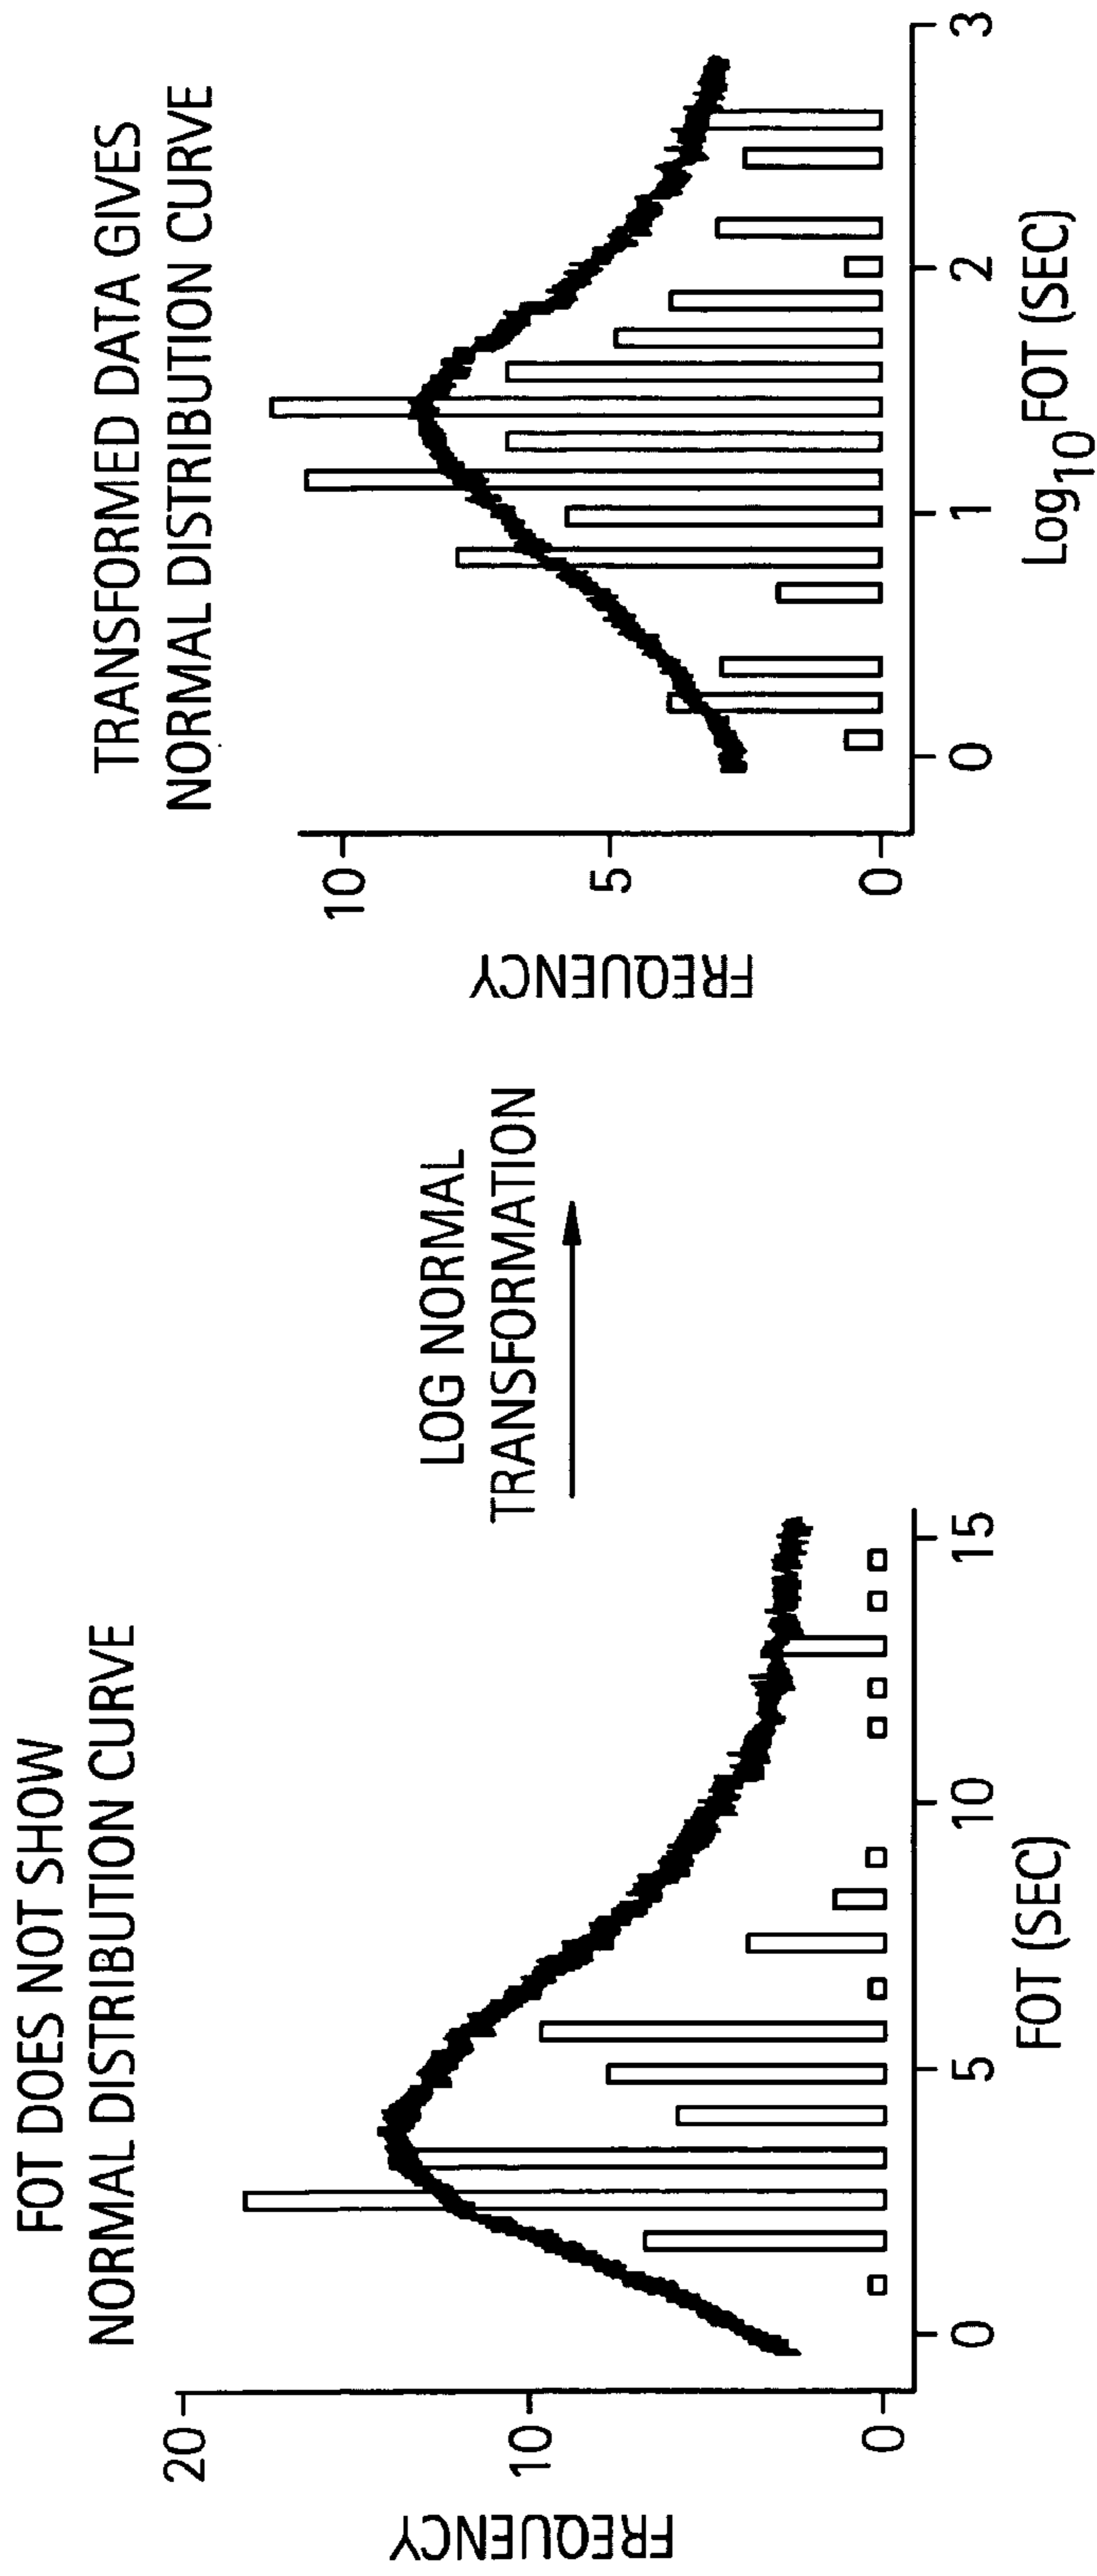 FOT DOES NOT SHOW
NORMAL DISTRIBUTION CURVE
FREQUENCY
20
10
0
0
5
10
15
FOT (SEC)
LOG NORMAL
TRANSFORMATION
TRANSFORMED DATA GIVES
NORMAL DISTRIBUTION CURVE
FREQUENCY
10
5
0
0
1
2
3
Log10FOT (SEC)